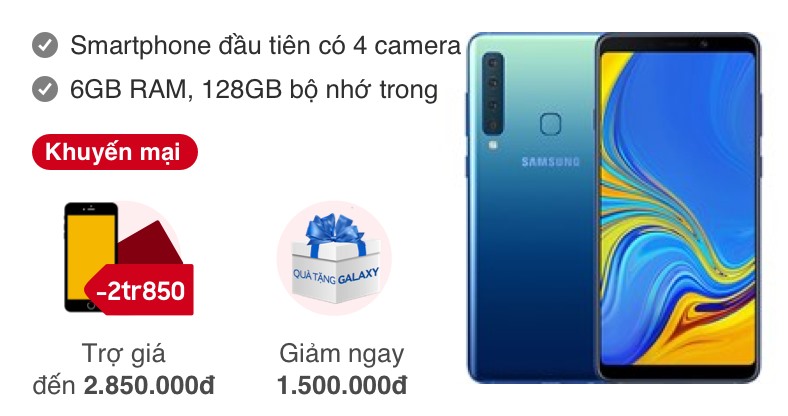 Smartphone đầu tiên có 4 camera
6GB RAM, 128GB bộ nhớ trong
Khuyến mại
-2tr850
Trợ giá
đến 2.850.000đ
QUÀ TẶNG GALAXY
Giảm ngay
1.500.000đ
SAMSUNG